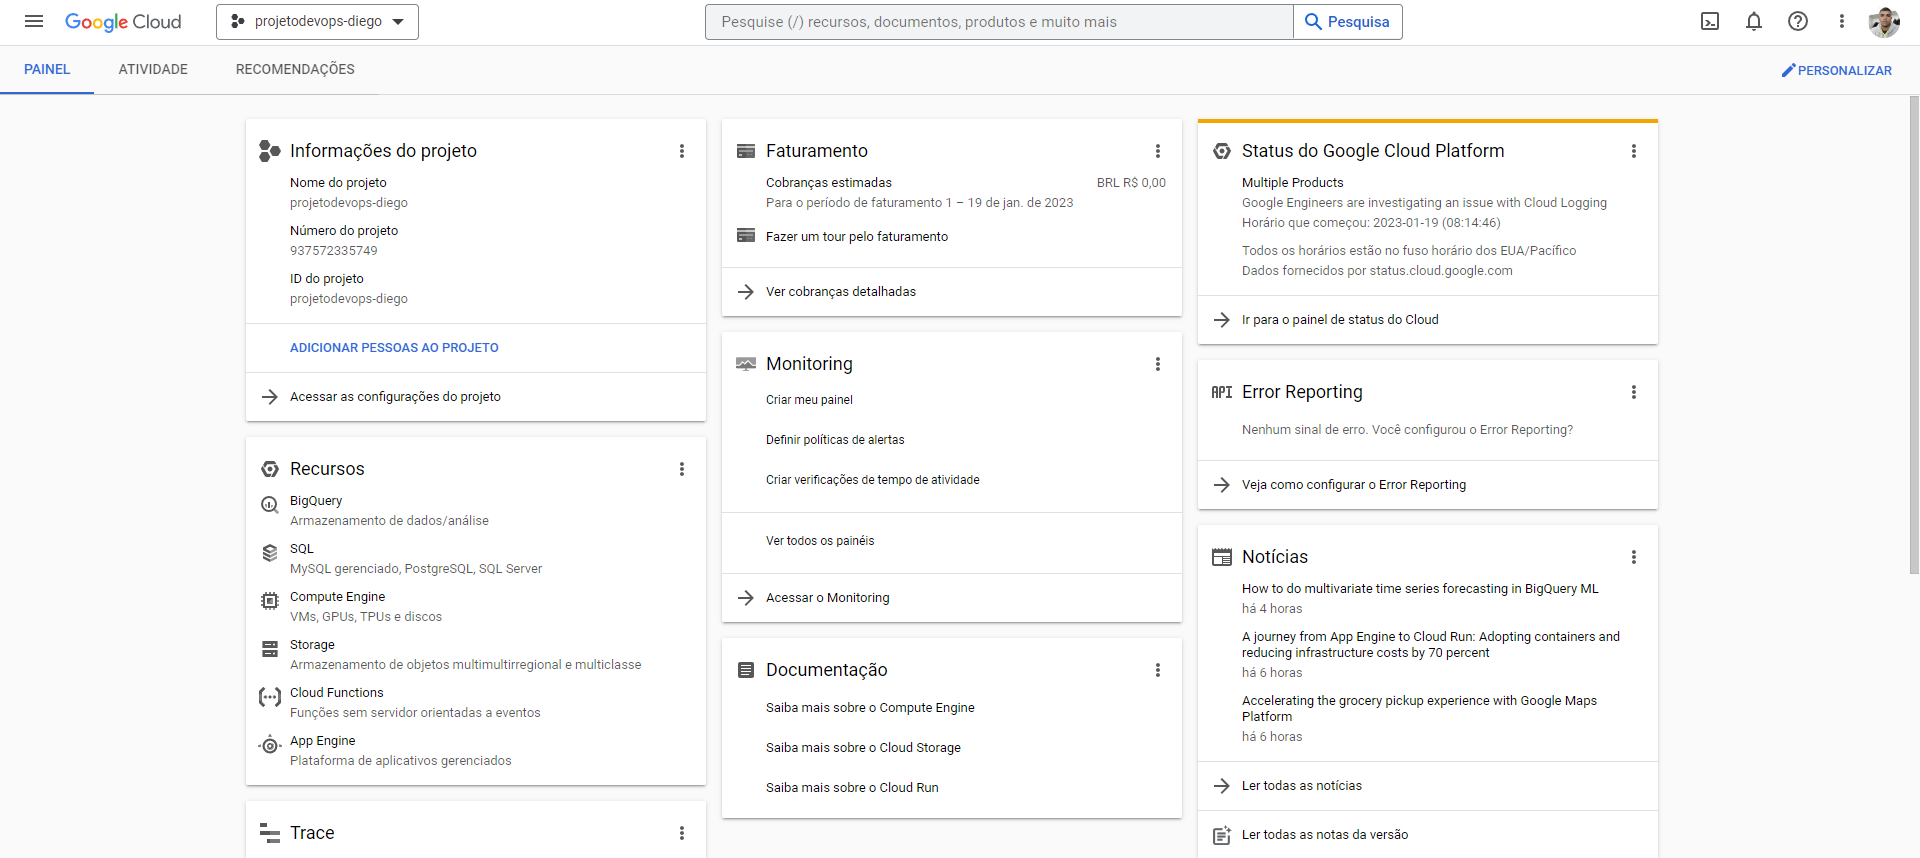 Google Cloud
projetodevops-diego
Pesquise (/) recursos, documentos, produtos e muito mais
Pesquisa
PAINEL
ATIVIDADE
RECOMENDAÇÕES
PERSONALIZAR
Informações do projeto
Nome do projeto
projetodevops-diego
Número do projeto
937572335749
ID do projeto
projetodevops-diego
ADICIONAR PESSOAS AO PROJETO
Acessar as configurações do projeto
Recursos
BigQuery
Armazenamento de dados/análise
SQL
MySQL gerenciado, PostgreSQL, SQL Server
Compute Engine
VMs, GPUs, TPUs e discos
Storage
Armazenamento de objetos multimultirregional e multiclasse
Cloud Functions
Funções sem servidor orientadas a eventos
App Engine
Plataforma de aplicativos gerenciados
Trace
Faturamento
Cobranças estimadas BRL R$ 0,00
Para o período de faturamento 1 – 19 de jan. de 2023
Fazer um tour pelo faturamento
Ver cobranças detalhadas
Monitoring
Criar meu painel
Definir políticas de alertas
Criar verificações de tempo de atividade
Ver todos os painéis
Acessar o Monitoring
Documentação
Saiba mais sobre o Compute Engine
Saiba mais sobre o Cloud Storage
Saiba mais sobre o Cloud Run
Status do Google Cloud Platform
Multiple Products
Google Engineers are investigating an issue with Cloud Logging
Horário que começou: 2023-01-19 (08:14:46)
Todos os horários estão no fuso horário dos EUA/Pacífico
Dados fornecidos por status.cloud.google.com
Ir para o painel de status do Cloud
API Error Reporting
Nenhum sinal de erro. Você configurou o Error Reporting?
Veja como configurar o Error Reporting
Notícias
How to do multivariate time series forecasting in BigQuery ML
há 4 horas
A journey from App Engine to Cloud Run: Adopting containers and
reducing infrastructure costs by 70 percent
há 6 horas
Accelerating the grocery pickup experience with Google Maps
Platform
há 6 horas
Ler todas as notícias
Ler todas as notas da versão